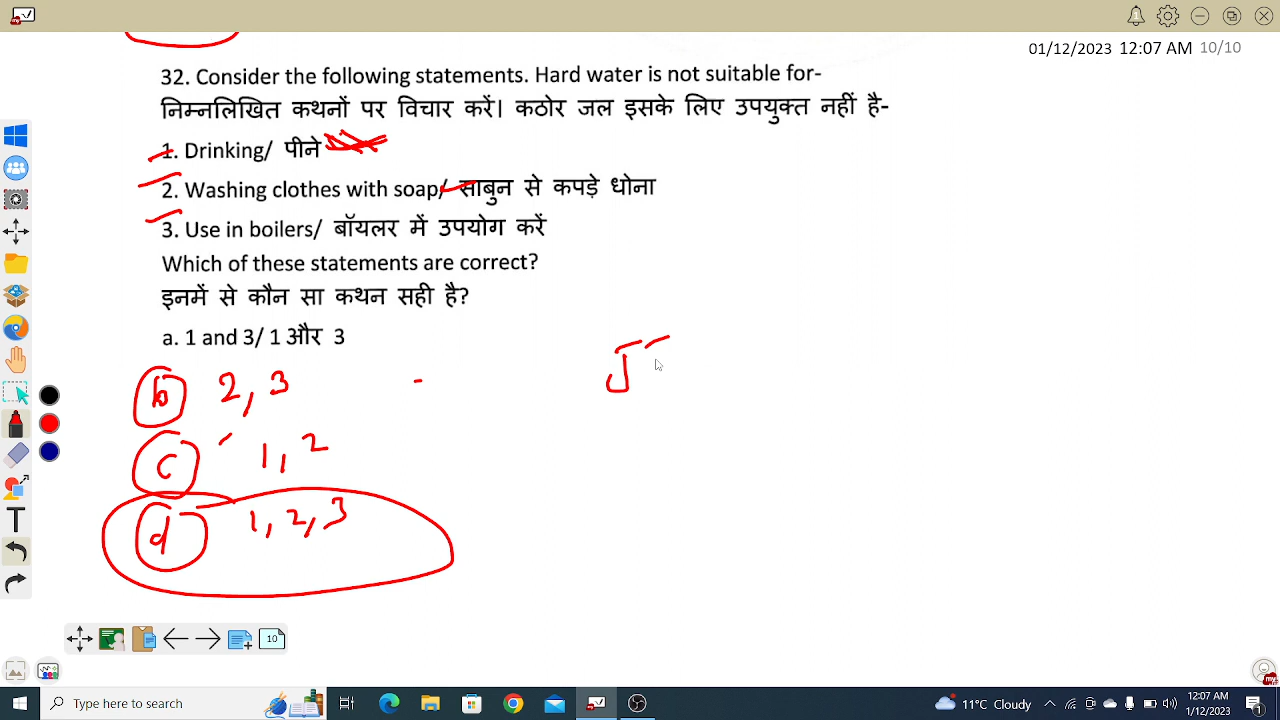 01/12/2023 12:07 AM 10/10
32. Consider the following statements. Hard water is not suitable for-
निम्नलिखित कथनों पर विचार करें। कठोर जल इसके लिए उपयुक्त नहीं है-
1. Drinking/ पीने
2. Washing clothes with soap/ साबुन से कपड़े धोना
3. Use in boilers/ बॉयलर में उपयोग करें
Which of these statements are correct?
इनमें से कौन सा कथन सही है?
a. 1 and 3/ 1 और 3
b 2, 3
c 1, 2
d 1, 2, 3
10
Type here to search
11°C Cloudy
12:07 AM
1/12/2023